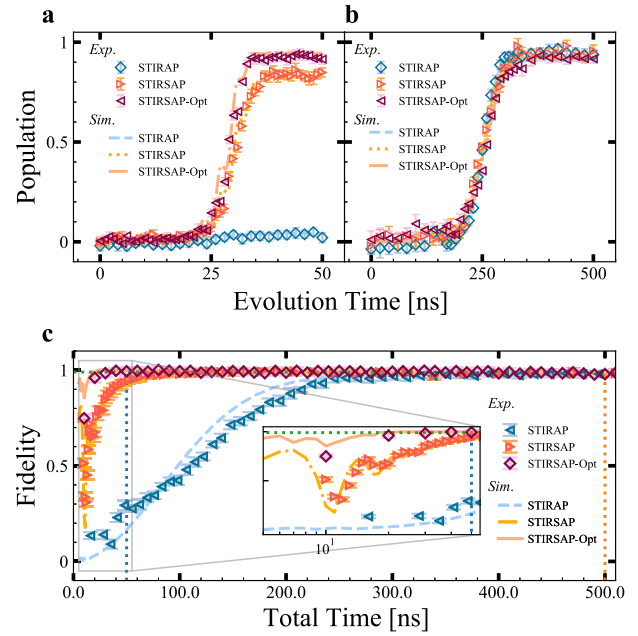 a
b
1
0.5
0
Population
Exp.
STIRAP
STIRSAP
STIRSAP-Opt
Sim.
STIRAP
STIRSAP
STIRSAP-Opt
Exp.
STIRAP
STIRSAP
STIRSAP-Opt
Sim.
STIRAP
STIRSAP
STIRSAP-Opt
0 25 50
0 250 500
Evolution Time [ns]
c
1
0.5
0
Fidelity
Exp.
STIRAP
STIRSAP
STIRSAP-Opt
Sim.
STIRAP
STIRSAP
STIRSAP-Opt
10¹
0.0 100.0 200.0 300.0 400.0 500.0
Total Time [ns]